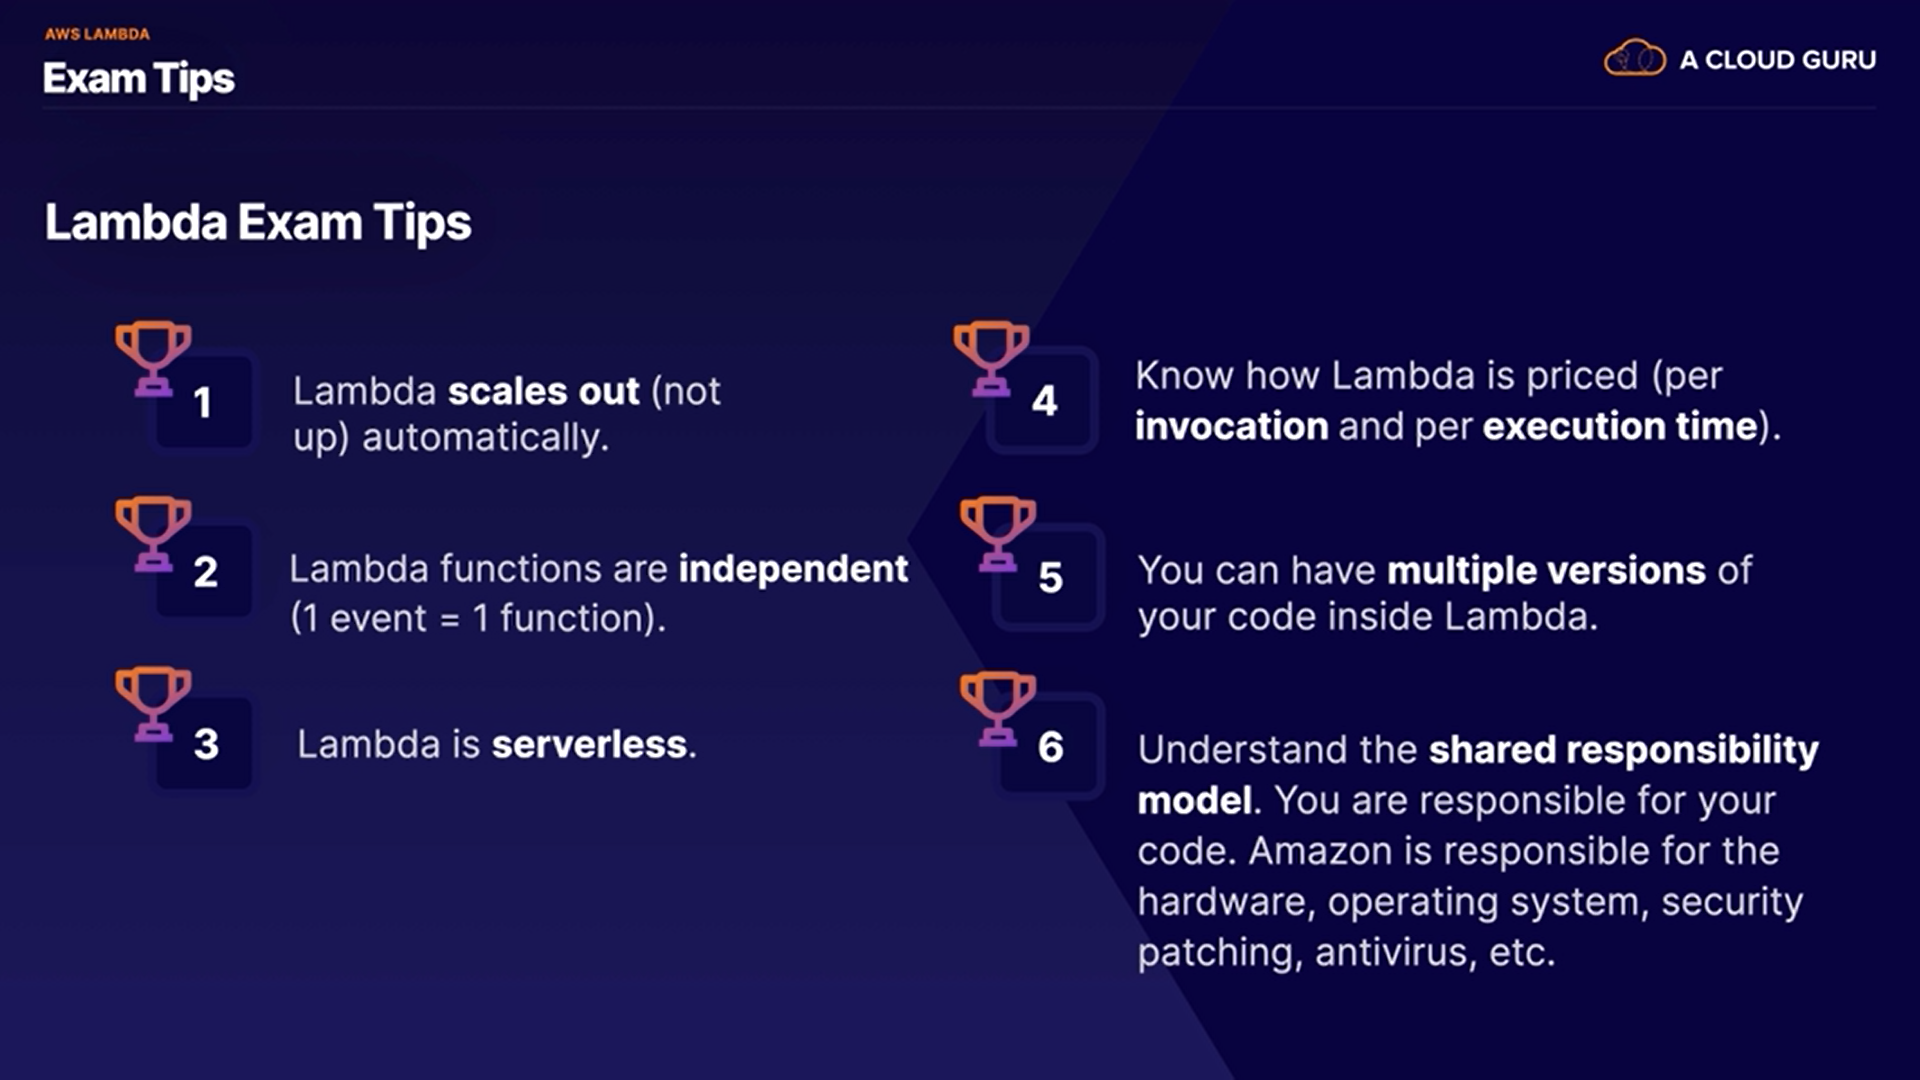 AWS LAMBDA
Exam Tips
A CLOUD GURU
Lambda Exam Tips
1
Lambda scales out (not
up) automatically.
2
Lambda functions are independent
(1 event = 1 function).
3
Lambda is serverless.
4
Know how Lambda is priced (per
invocation and per execution time).
5
You can have multiple versions of
your code inside Lambda.
6
Understand the shared responsibility
model. You are responsible for your
code. Amazon is responsible for the
hardware, operating system, security
patching, antivirus, etc.